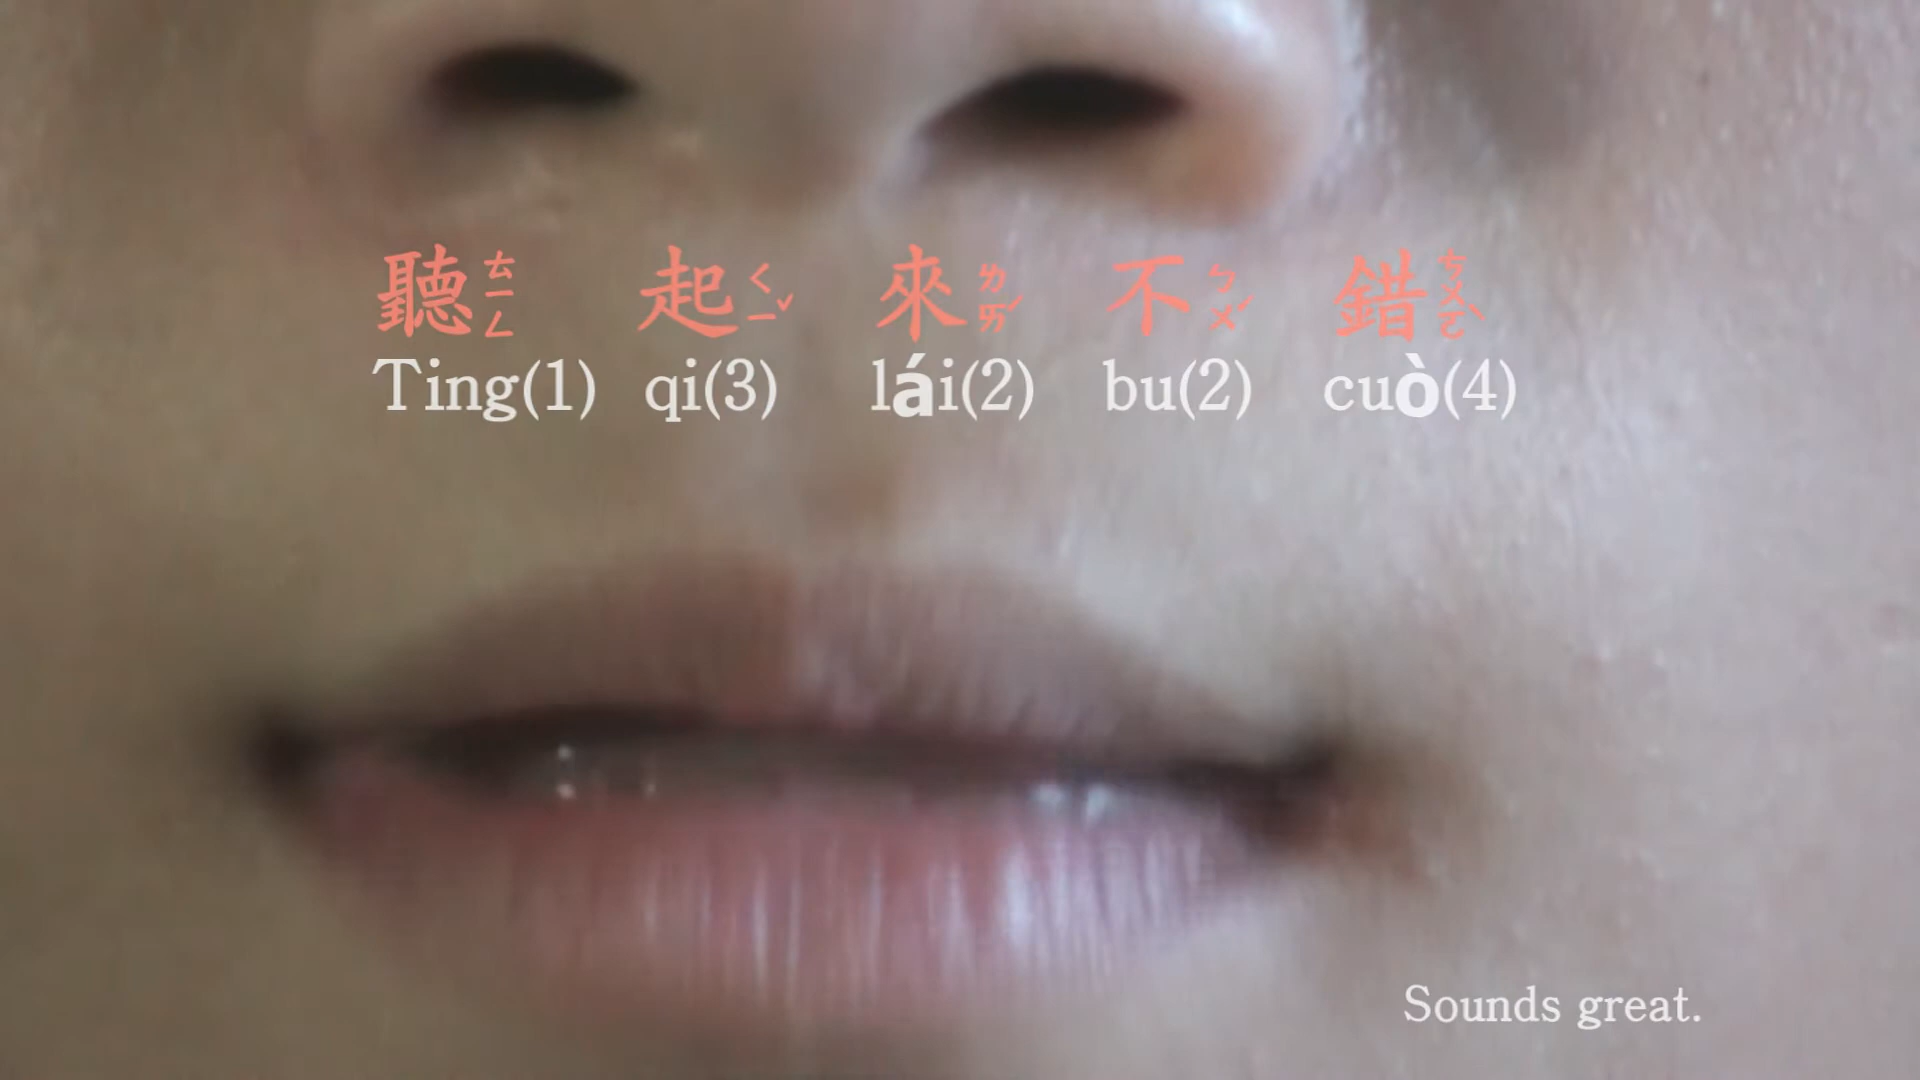 聽ㄊㄧㄥ 起ㄑㄧˇ 來ㄌㄞˊ 不ㄅㄨˊ 錯ㄘㄨㄛˋ
Ting(1) qi(3) lái(2) bu(2) cuò(4)
Sounds great.